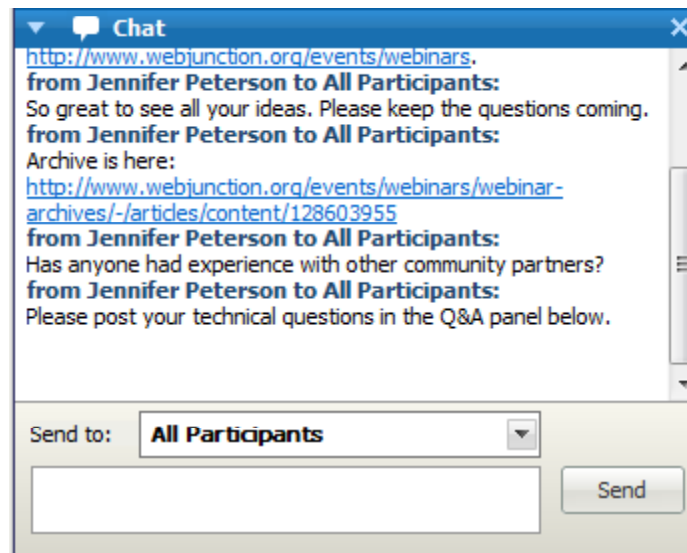 Chat
http://www.webjunction.org/events/webinars.
from Jennifer Peterson to All Participants:
So great to see all your ideas. Please keep the questions coming.
from Jennifer Peterson to All Participants:
Archive is here:
http://www.webjunction.org/events/webinars/webinar-
archives/-/articles/content/128603955
from Jennifer Peterson to All Participants:
Has anyone had experience with other community partners?
from Jennifer Peterson to All Participants:
Please post your technical questions in the Q&A panel below.
Send to: All Participants
Send